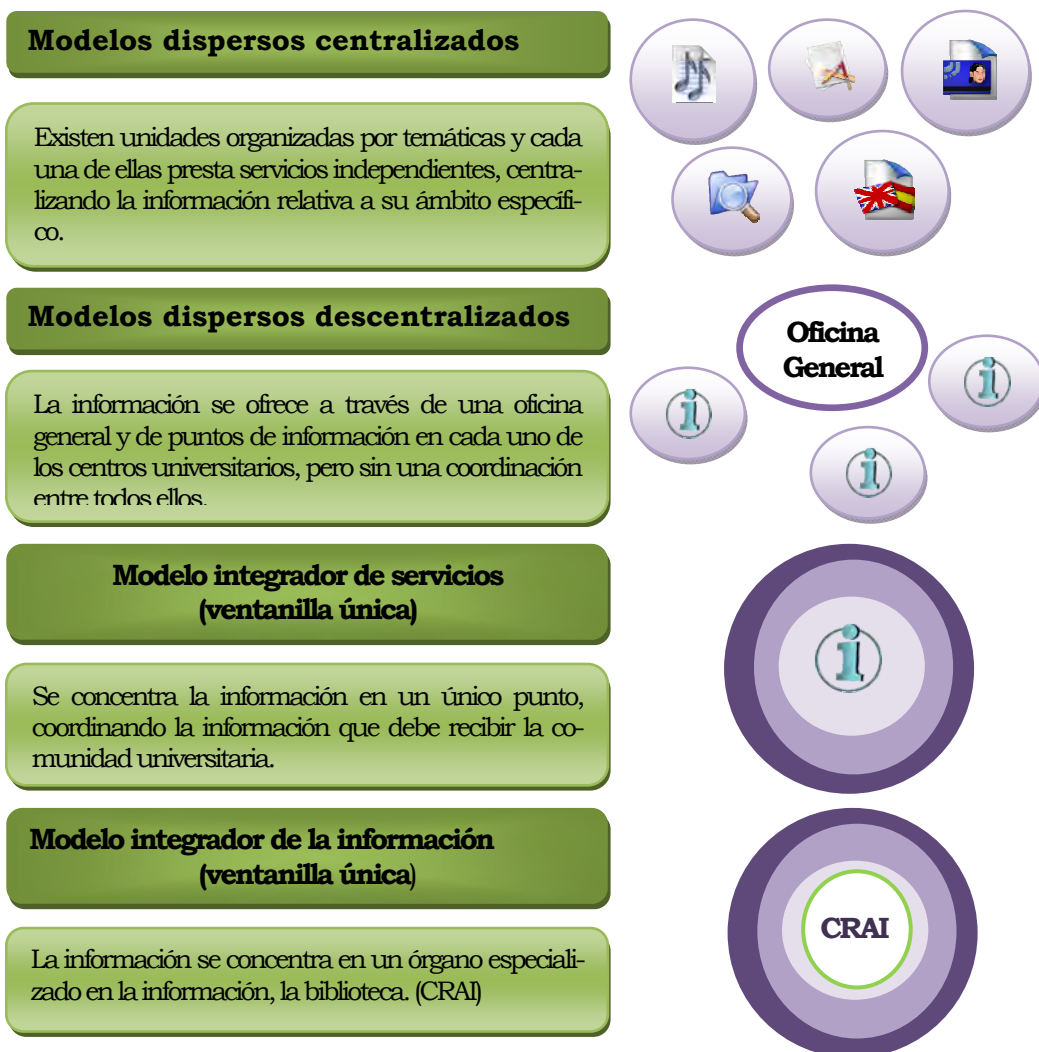 Modelos dispersos centralizados
Existen unidades organizadas por temáticas y cada
una de ellas presta servicios independientes, centra-
lizando la información relativa a su ámbito específi-
co.
Modelos dispersos descentralizados
Oficina
General
La información se ofrece a través de una oficina
general y de puntos de información en cada uno de
los centros universitarios, pero sin una coordinación
entre todos ellos.
Modelo integrador de servicios
(ventanilla única)
Se concentra la información en un único punto,
coordinando la información que debe recibir la co-
munidad universitaria.
Modelo integrador de la información
(ventanilla única)
CRAI
La información se concentra en un órgano especiali-
zado en la información, la biblioteca. (CRAI)